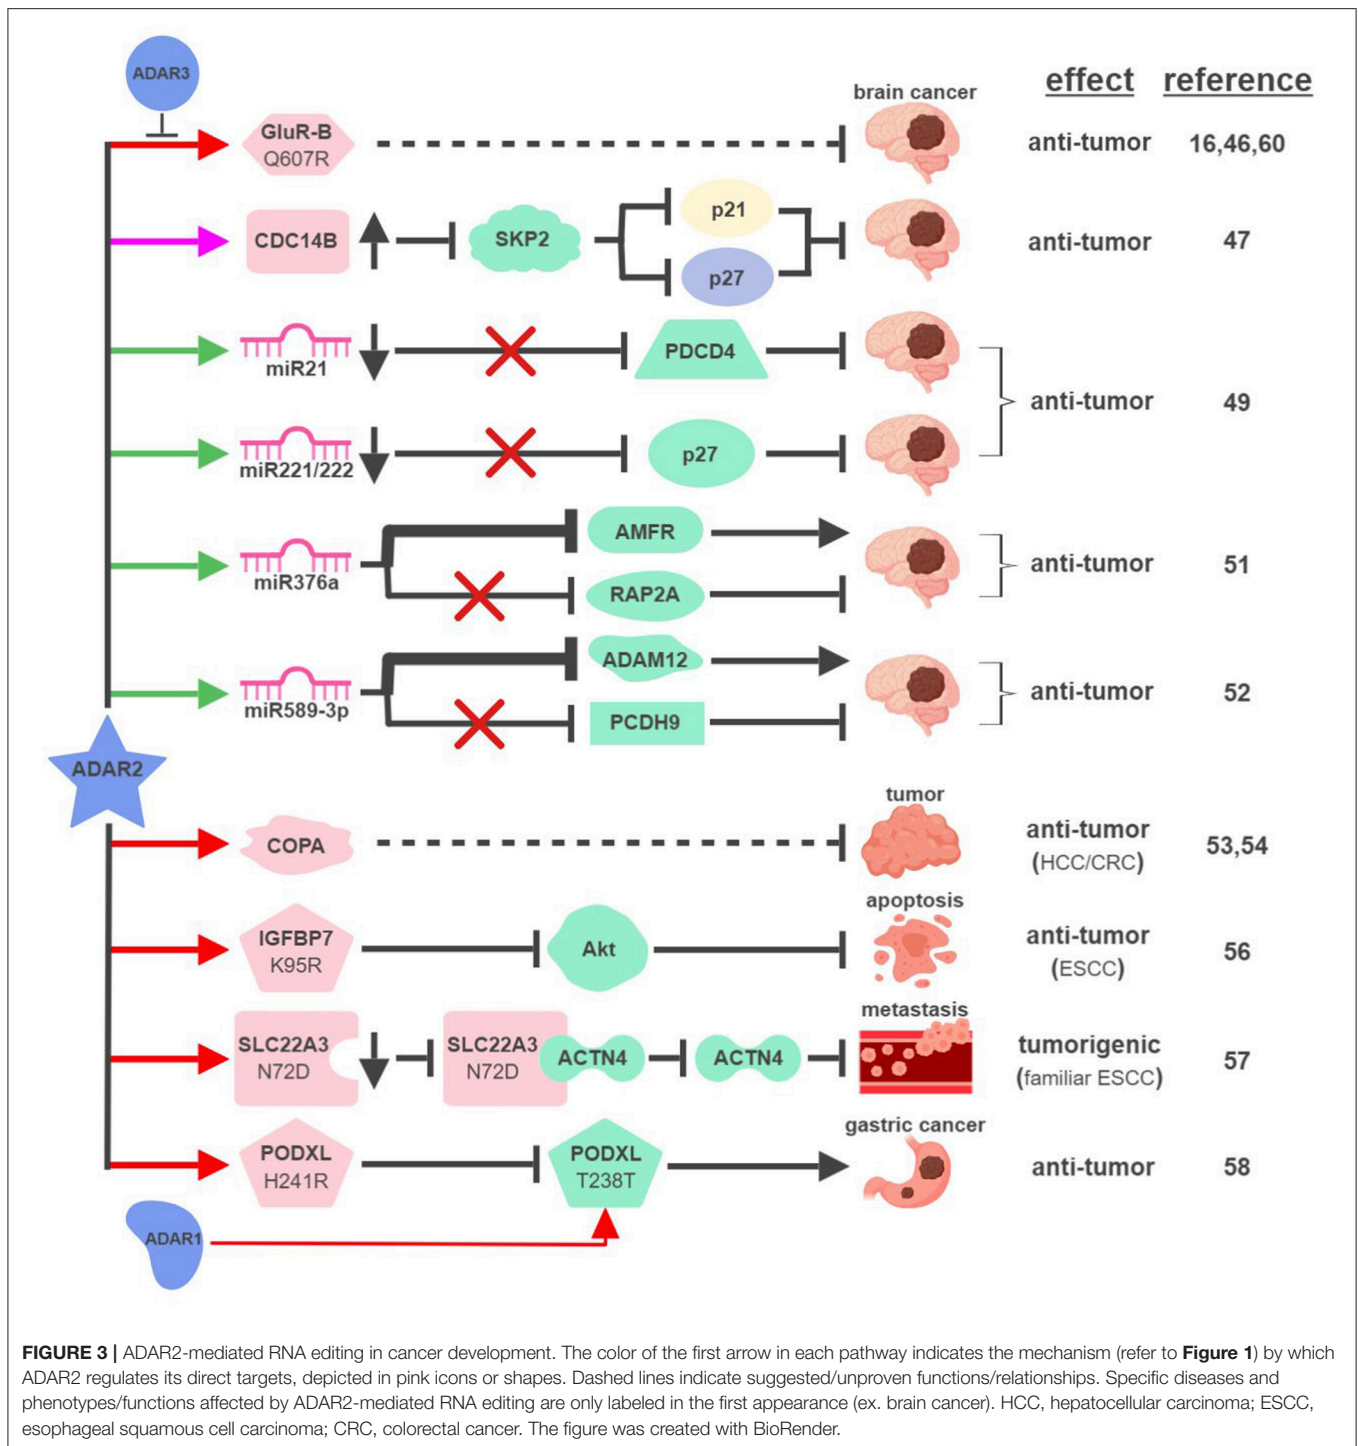 ADAR3
effect reference
brain cancer
GluR-B
Q607R
anti-tumor 16,46,60
CDC14B
SKP2
p21
p27
anti-tumor 47
miR21
PDCD4
miR221/222
p27
anti-tumor 49
miR376a
AMFR
RAP2A
anti-tumor 51
miR589-3p
ADAM12
PCDH9
anti-tumor 52
ADAR2
tumor
COPA
anti-tumor
(HCC/CRC)
53,54
apoptosis
IGFBP7
K95R
Akt
anti-tumor
(ESCC)
56
metastasis
SLC22A3
N72D
SLC22A3
N72D
ACTN4
ACTN4
tumorigenic
(familiar ESCC)
57
gastric cancer
PODXL
H241R
PODXL
T238T
anti-tumor 58
ADAR1
FIGURE 3 | ADAR2-mediated RNA editing in cancer development. The color of the first arrow in each pathway indicates the mechanism (refer to Figure 1) by which
ADAR2 regulates its direct targets, depicted in pink icons or shapes. Dashed lines indicate suggested/unproven functions/relationships. Specific diseases and
phenotypes/functions affected by ADAR2-mediated RNA editing are only labeled in the first appearance (ex. brain cancer). HCC, hepatocellular carcinoma; ESCC,
esophageal squamous cell carcinoma; CRC, colorectal cancer. The figure was created with BioRender.